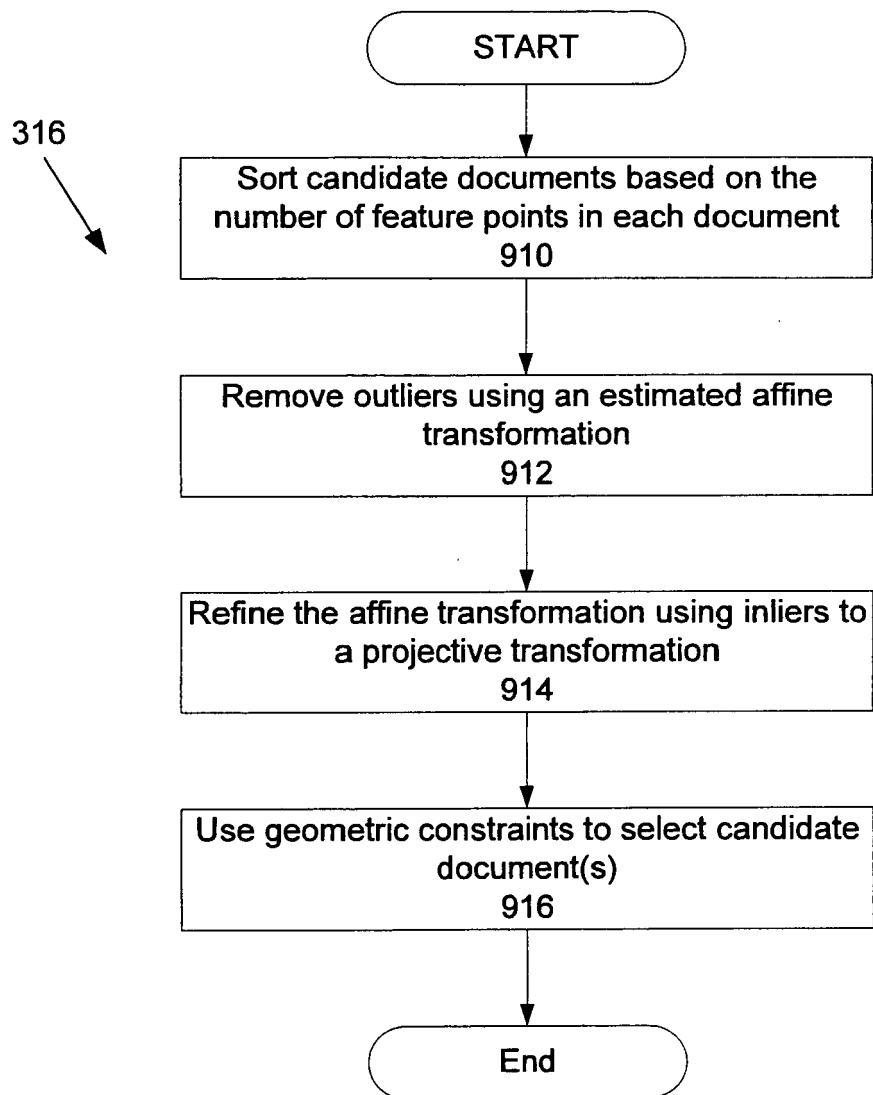 START
316
Sort candidate documents based on the
number of feature points in each document
910
Remove outliers using an estimated affine
transformation
912
Refine the affine transformation using inliers to
a projective transformation
914
Use geometric constraints to select candidate
document(s)
916
End